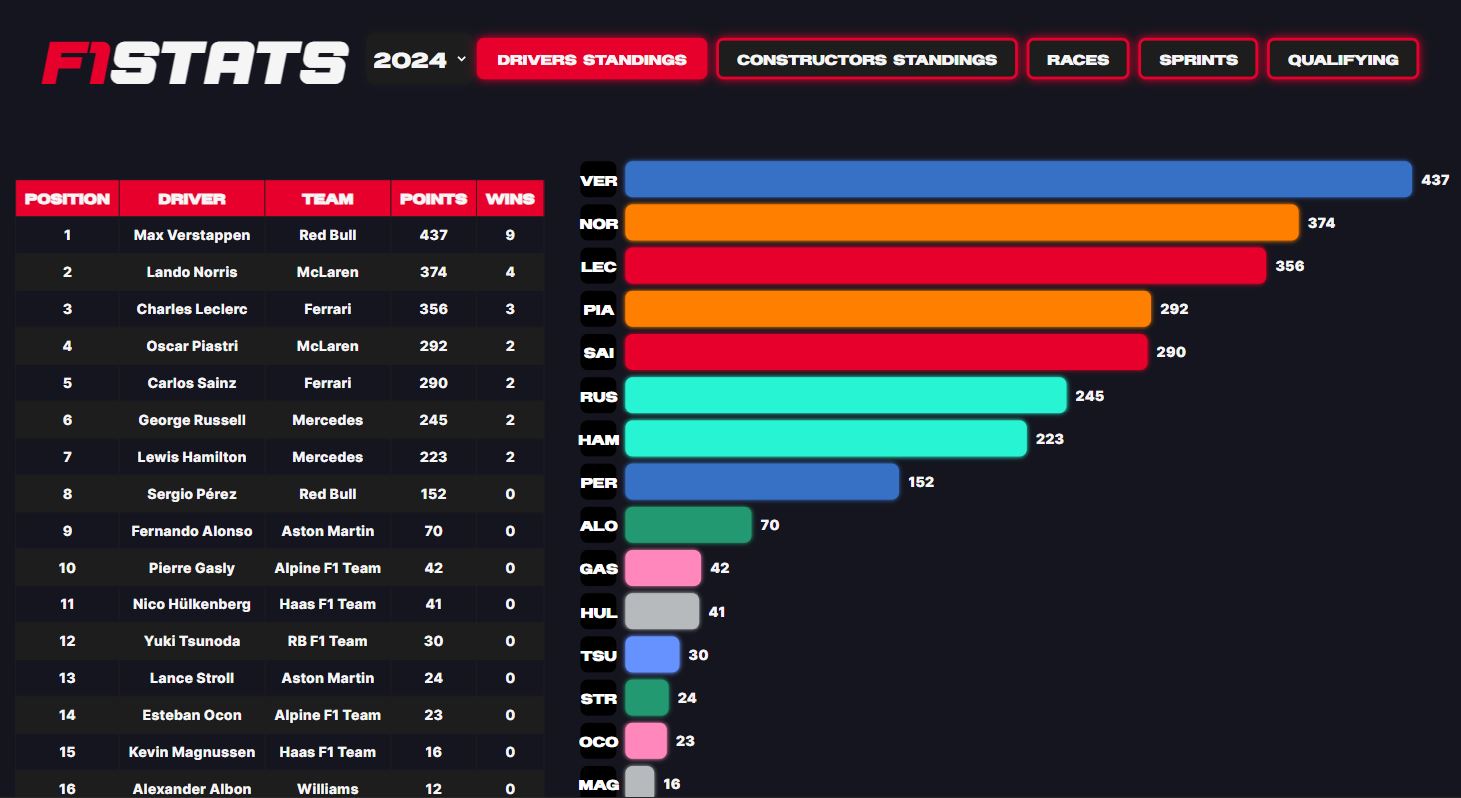 F1STATS 2024 DRIVERS STANDINGS CONSTRUCTORS STANDINGS RACES SPRINTS QUALIFYING
POSITION DRIVER TEAM POINTS WINS
1 Max Verstappen Red Bull 437 9
2 Lando Norris McLaren 374 4
3 Charles Leclerc Ferrari 356 3
4 Oscar Piastri McLaren 292 2
5 Carlos Sainz Ferrari 290 2
6 George Russell Mercedes 245 2
7 Lewis Hamilton Mercedes 223 2
8 Sergio Pérez Red Bull 152 0
9 Fernando Alonso Aston Martin 70 0
10 Pierre Gasly Alpine F1 Team 42 0
11 Nico Hülkenberg Haas F1 Team 41 0
12 Yuki Tsunoda RB F1 Team 30 0
13 Lance Stroll Aston Martin 24 0
14 Esteban Ocon Alpine F1 Team 23 0
15 Kevin Magnussen Haas F1 Team 16 0
16 Alexander Albon Williams 12 0
VER 437
NOR 374
LEC 356
PIA 292
SAI 290
RUS 245
HAM 223
PER 152
ALO 70
GAS 42
HUL 41
TSU 30
STR 24
OCO 23
MAG 16